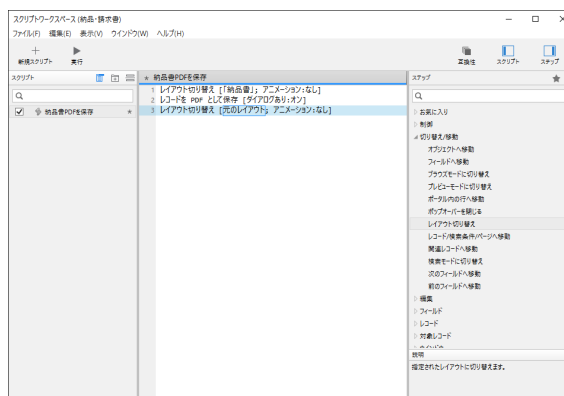 スクリプトワークスペース (納品・請求書)
ファイル(F) 編集(E) 表示(V) ウインドウ(W) ヘルプ(H)
新規スクリプト 実行 互換性 スクリプト ステップ
スクリプト
納品書PDFを保存
納品書PDFを保存
1 レイアウト切り替え [「納品書」; アニメーション:なし]
2 レコードを PDF として保存 [ダイアログあり:オン]
3 レイアウト切り替え [元のレイアウト; アニメーション:なし]
ステップ
お気に入り
制御
切り替え/移動
オブジェクトへ移動
フィールドへ移動
ブラウズモードに切り替え
プレビューモードに切り替え
ポータル内の行へ移動
ポップオーバーを閉じる
レイアウト切り替え
レコード/検索条件/ページへ移動
関連レコードへ移動
検索モードに切り替え
次のフィールドへ移動
前のフィールドへ移動
編集
フィールド
レコード
対象レコード
説明
指定されたレイアウトに切り替えます。